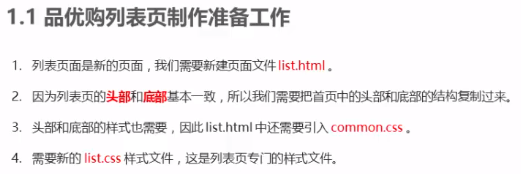 1.1 品优购列表页制作准备工作
1. 列表页面是新的页面，我们需要新建页面文件 list.html 。
2. 因为列表页的头部和底部基本一致，所以我们需要把首页中的头部和底部的结构复制过来。
3. 头部和底部的样式也需要，因此 list.html 中还需要引入 common.css 。
4. 需要新的 list.css 样式文件，这是列表页专门的样式文件。